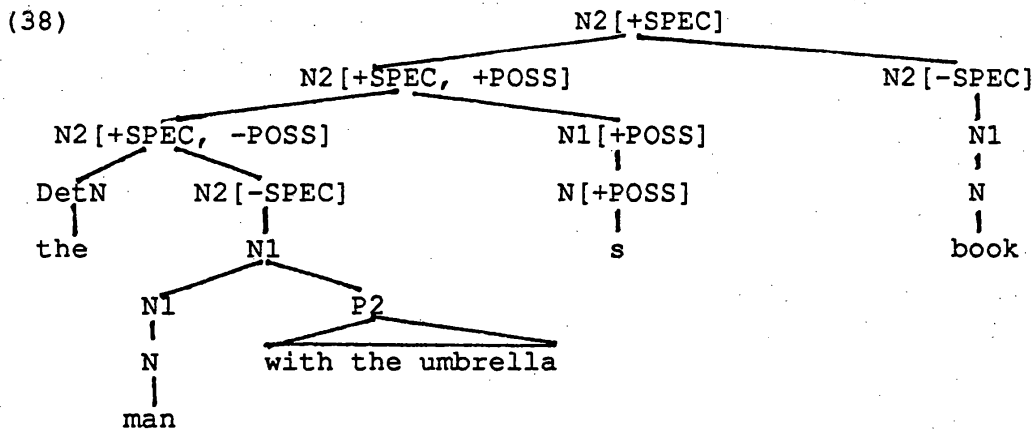 (38) N2[+SPEC]
N2[+SPEC, +POSS] N2[-SPEC]
N2[+SPEC, -POSS] N1[+POSS] N1
DetN N2[-SPEC] N[+POSS] N
the N1 s book
N1 P2
N with the umbrella
man